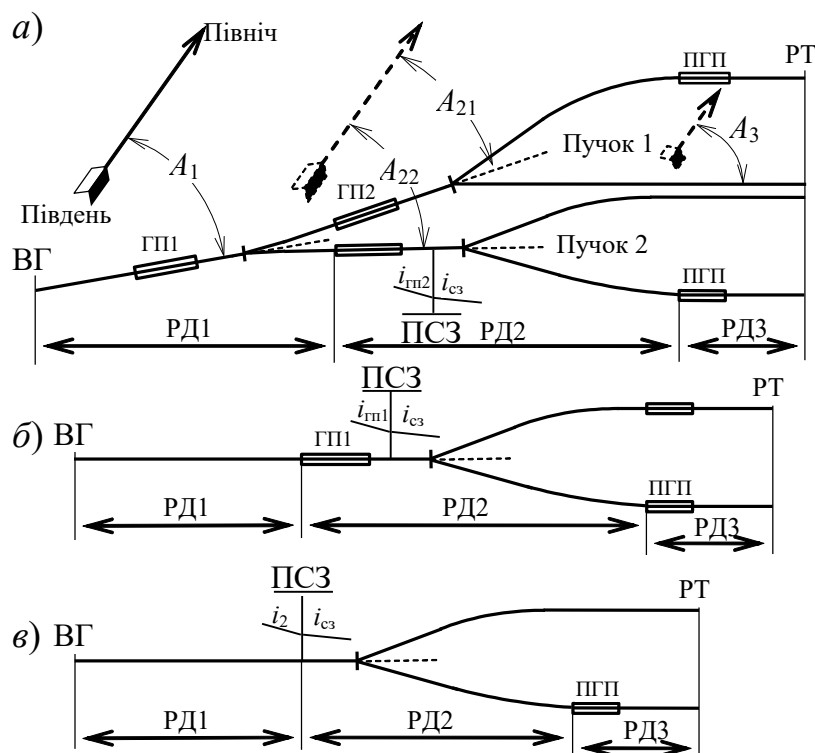 а)
Північ
ПГП
РТ
A21
A3
Пучок 1
A1
A22
ГП2
Південь
ГП1
ВГ
Пучок 2
iгп2
iсз
ПГП
ПСЗ
РД1
РД2
РД3
ПСЗ
РТ
iгп1
iсз
б)
ВГ
ГП1
ПГП
РД1
РД2
РД3
ПСЗ
РТ
i2
iсз
в)
ВГ
ПГП
РД1
РД2
РД3